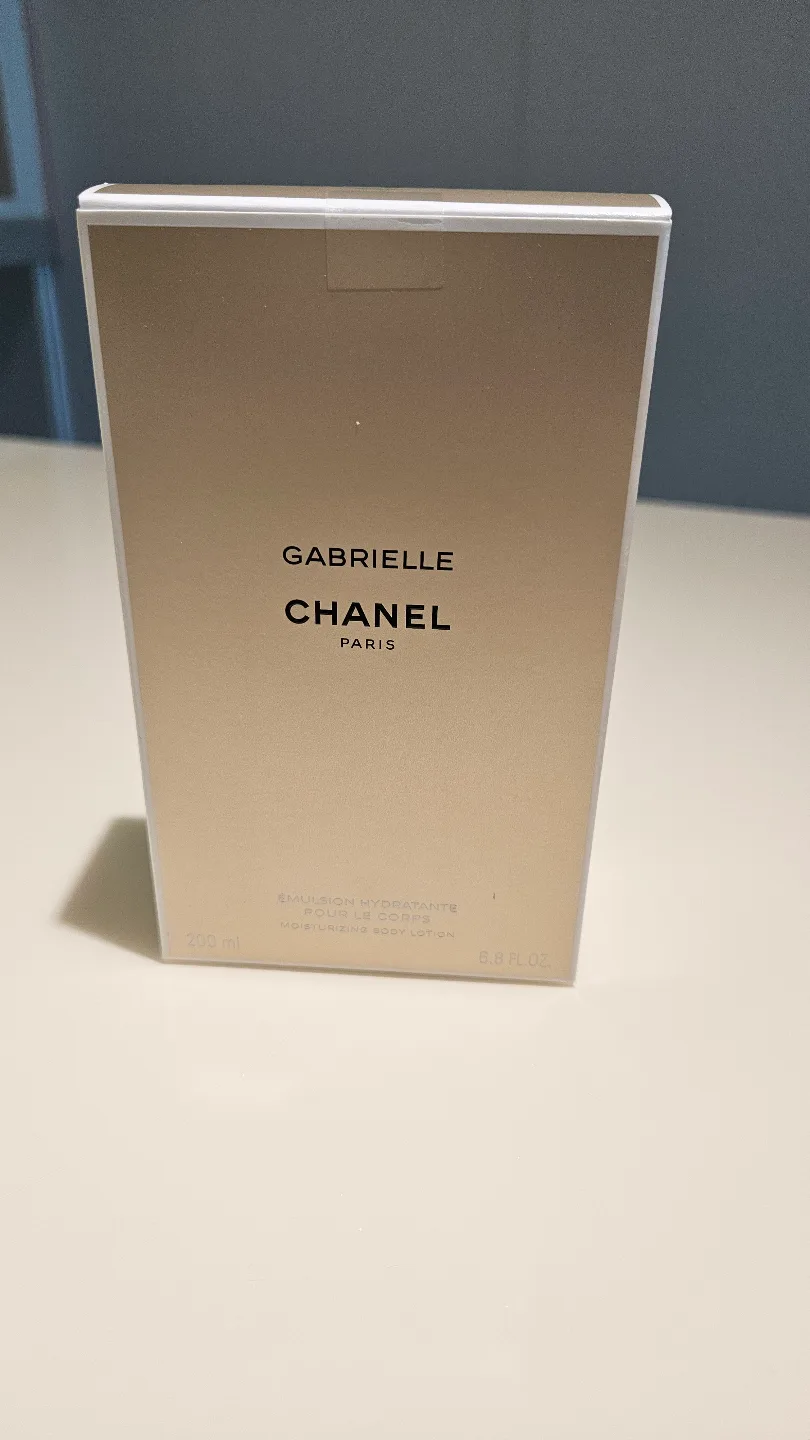 GABRIELLE
CHANEL
PARIS
ÉMULSION HYDRATANTE
POUR LE CORPS
MOISTURIZING BODY LOTION
200 ml
6.8 FL.OZ.